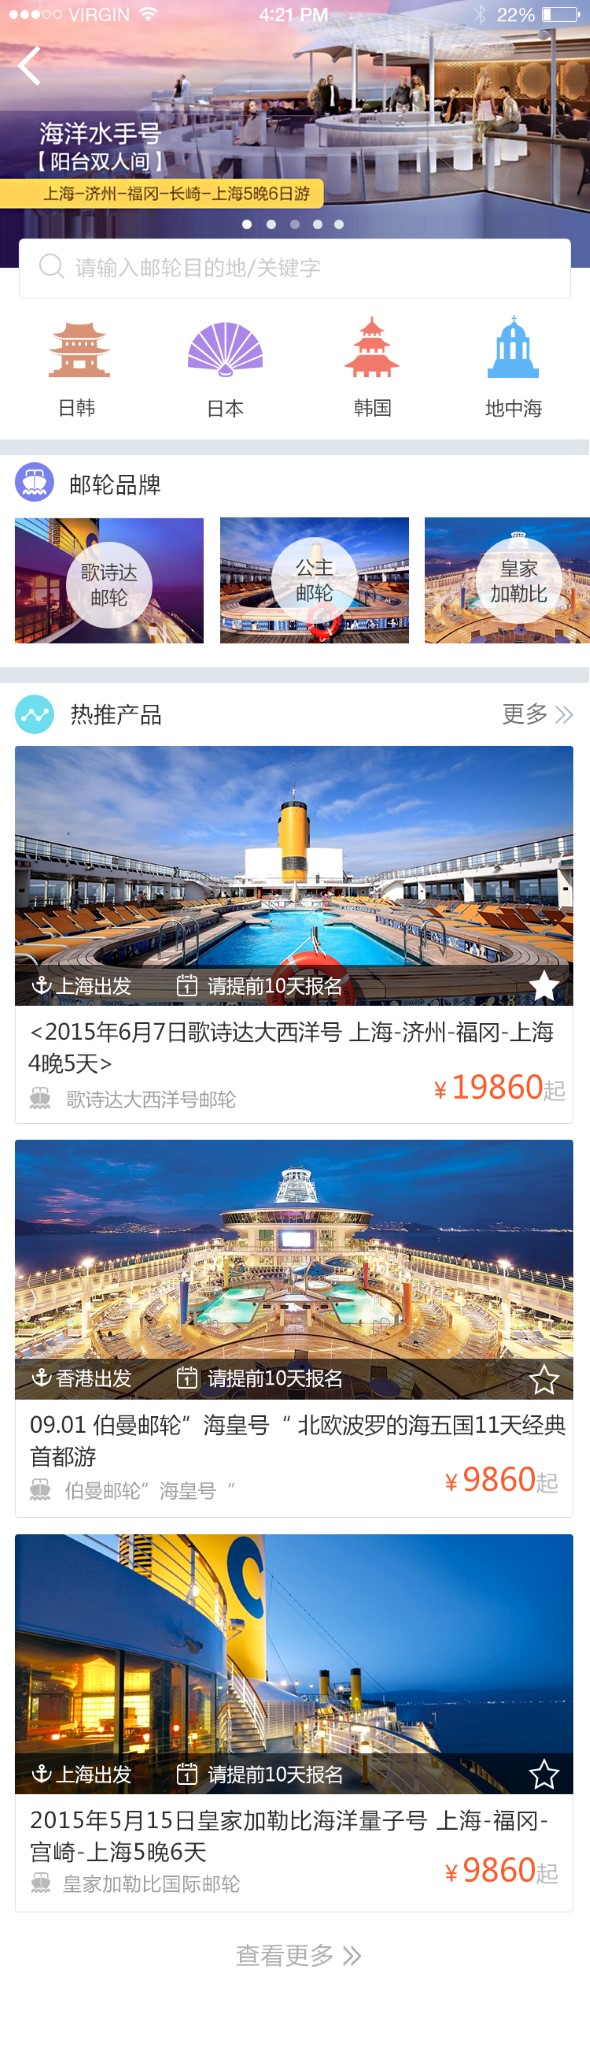 VIRGIN 4:21 PM 22%
海洋水手号
【 阳台双人间 】
上海-济州-福冈-长崎-上海5晚6日游
请输入邮轮目的地/关键字
日韩 日本 韩国 地中海
邮轮品牌
歌诗达
邮轮
公主
邮轮
皇家
加勒比
热推产品 更多
上海出发 请提前10天报名
<2015年6月7日歌诗达大西洋号 上海-济州-福冈-上海
4晚5天>
歌诗达大西洋号邮轮
¥19860起
香港出发 请提前10天报名
09.01 伯曼邮轮”海皇号“ 北欧波罗的海五国11天经典
首都游
伯曼邮轮”海皇号“
¥9860起
C
上海出发 请提前10天报名
2015年5月15日皇家加勒比海洋量子号 上海-福冈-
宫崎-上海5晚6天
皇家加勒比国际邮轮
¥9860起
查看更多